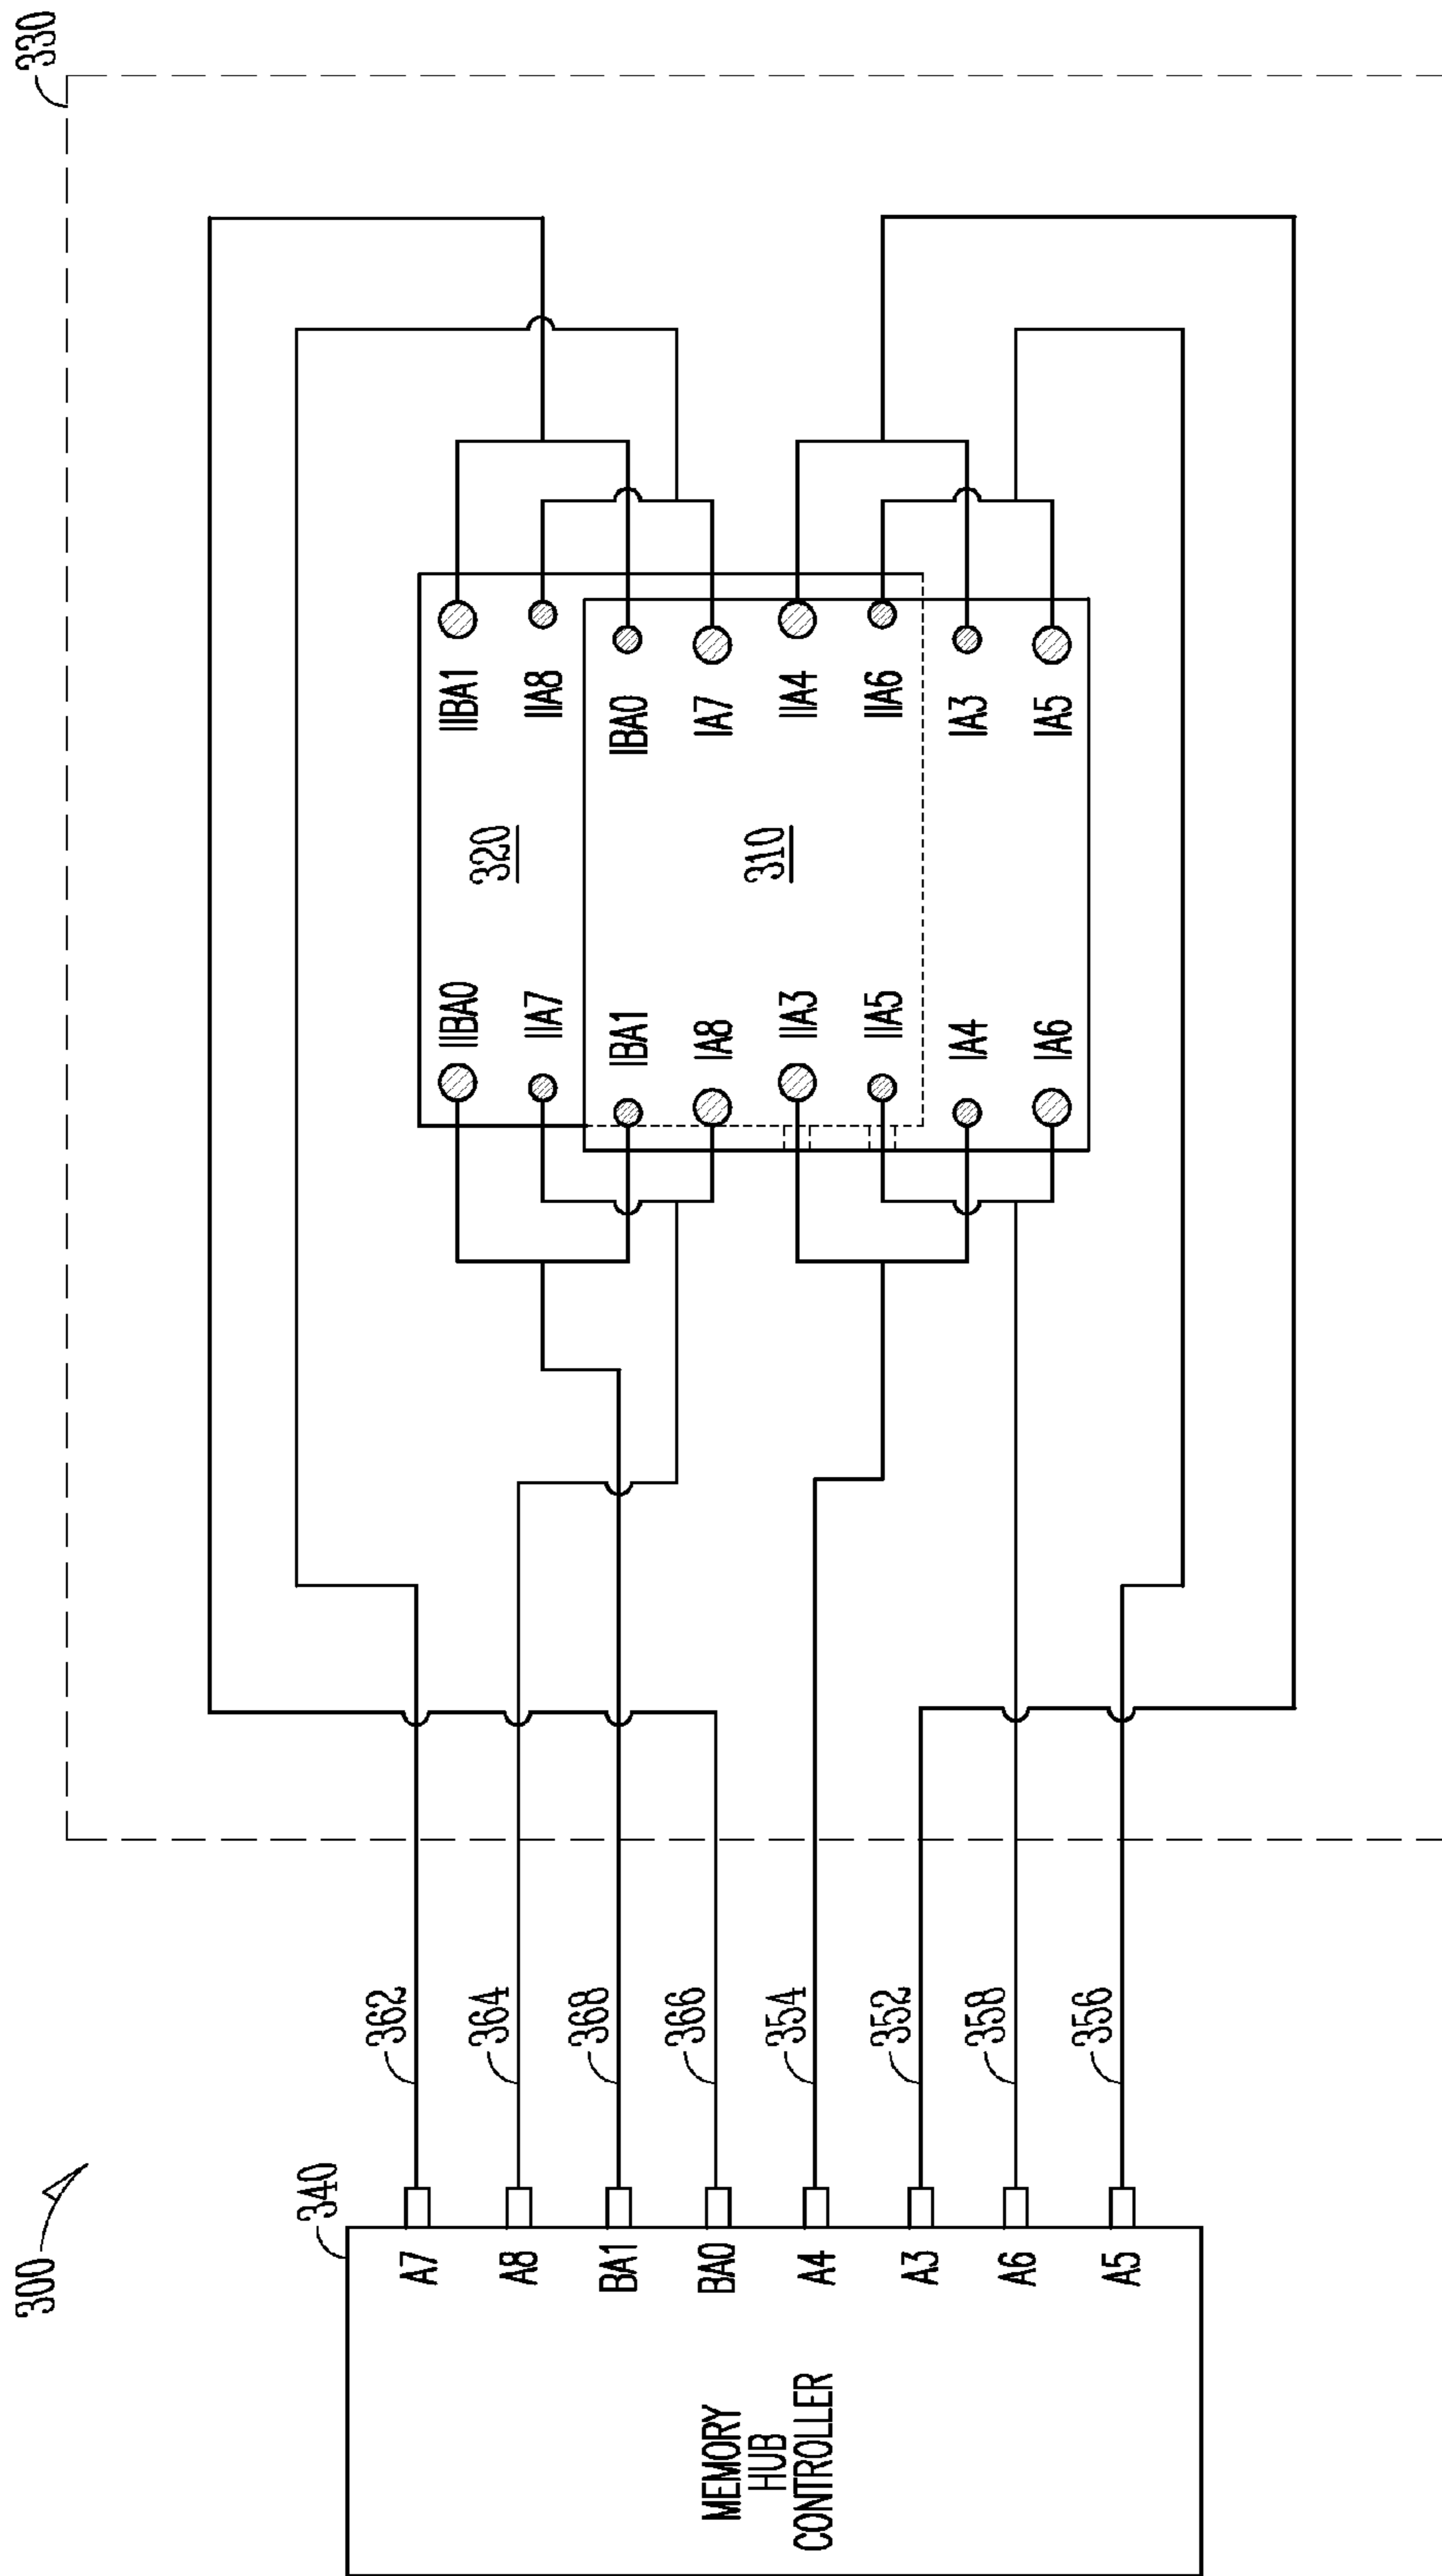 300
330
340
MEMORY
HUB
CONTROLLER
A7
A8
BA1
BA0
A4
A3
A6
A5
362
364
368
366
354
352
358
356
320
310
IIBA0
IIA7
IBA1
IA8
IIA3
IIA5
IA4
IA6
IIBA1
IIA8
IBA0
IA7
IIA4
IIA6
IA3
IA5